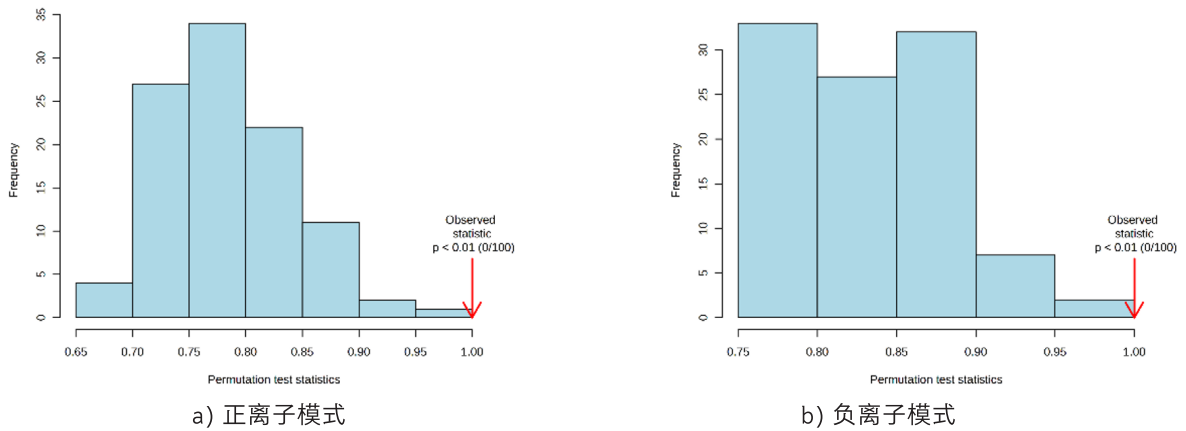 35
30
25
20
15
10
5
0
Frequency
Observed
statistic
p < 0.01 (0/100)
0.65 0.70 0.75 0.80 0.85 0.90 0.95 1.00
Permutation test statistics
a) 正离子模式
30
25
20
15
10
5
0
Frequency
Observed
statistic
p < 0.01 (0/100)
0.75 0.80 0.85 0.90 0.95 1.00
Permutation test statistics
b) 负离子模式